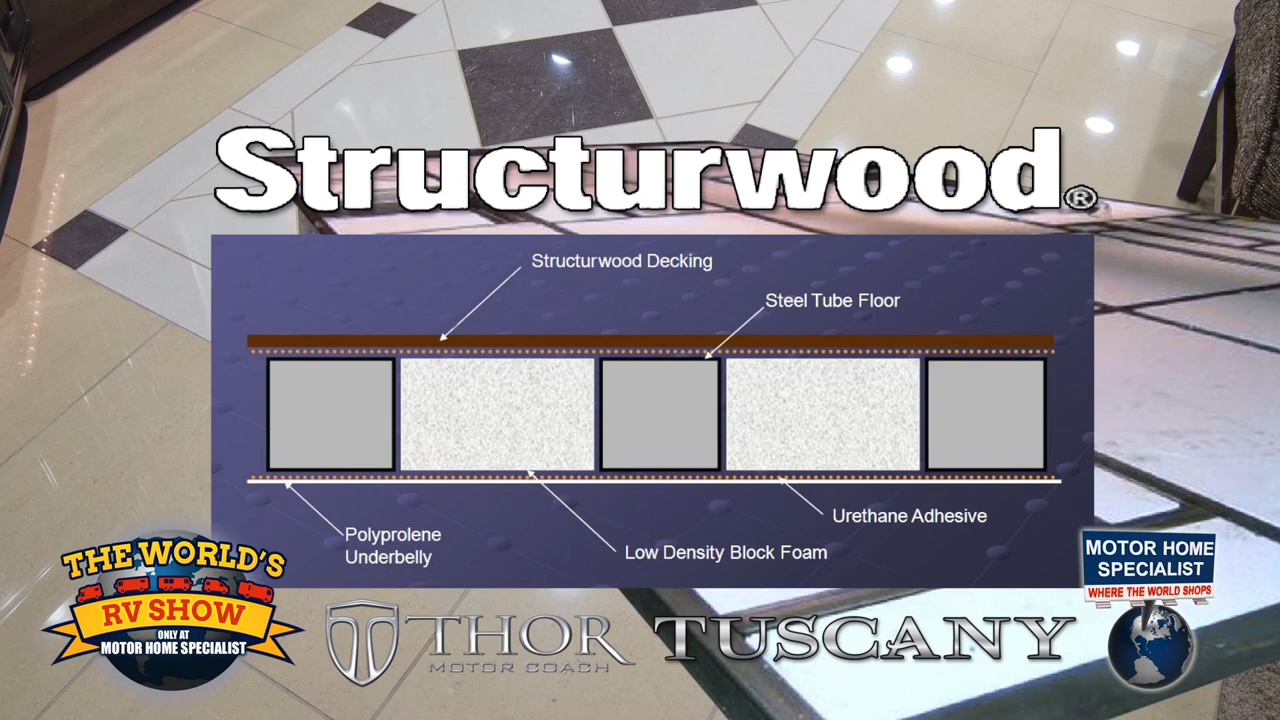 Structurwood®
Structurwood Decking
Steel Tube Floor
Urethane Adhesive
Polyprolene
Underbelly
Low Density Block Foam
THE WORLD'S
RV SHOW
ONLY AT
MOTOR HOME SPECIALIST
THOR
MOTOR COACH
TUSCANY
MOTOR HOME
SPECIALIST
WHERE THE WORLD SHOPS